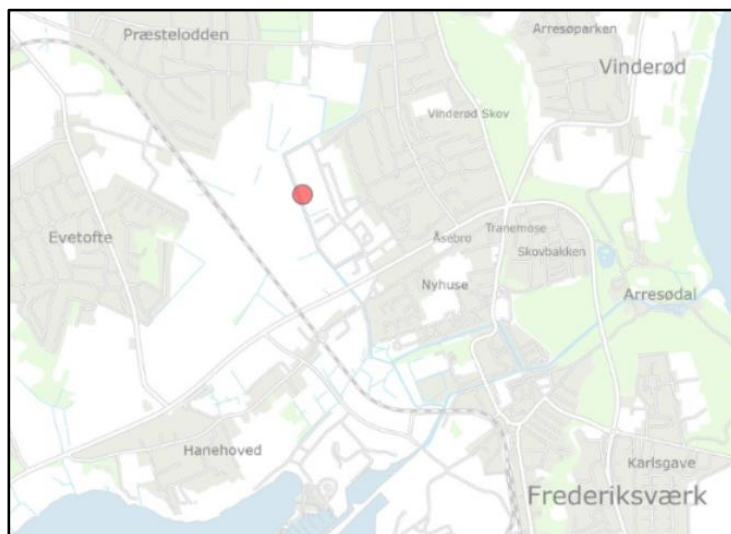 Præstelodden
Arresøparken
Vinderød
Vinderød Skov
Evetofte
Åsebro
Tranemose
Skovbakken
Nyhuse
Arresødal
Hanehoved
Karlsgave
Frederiksværk